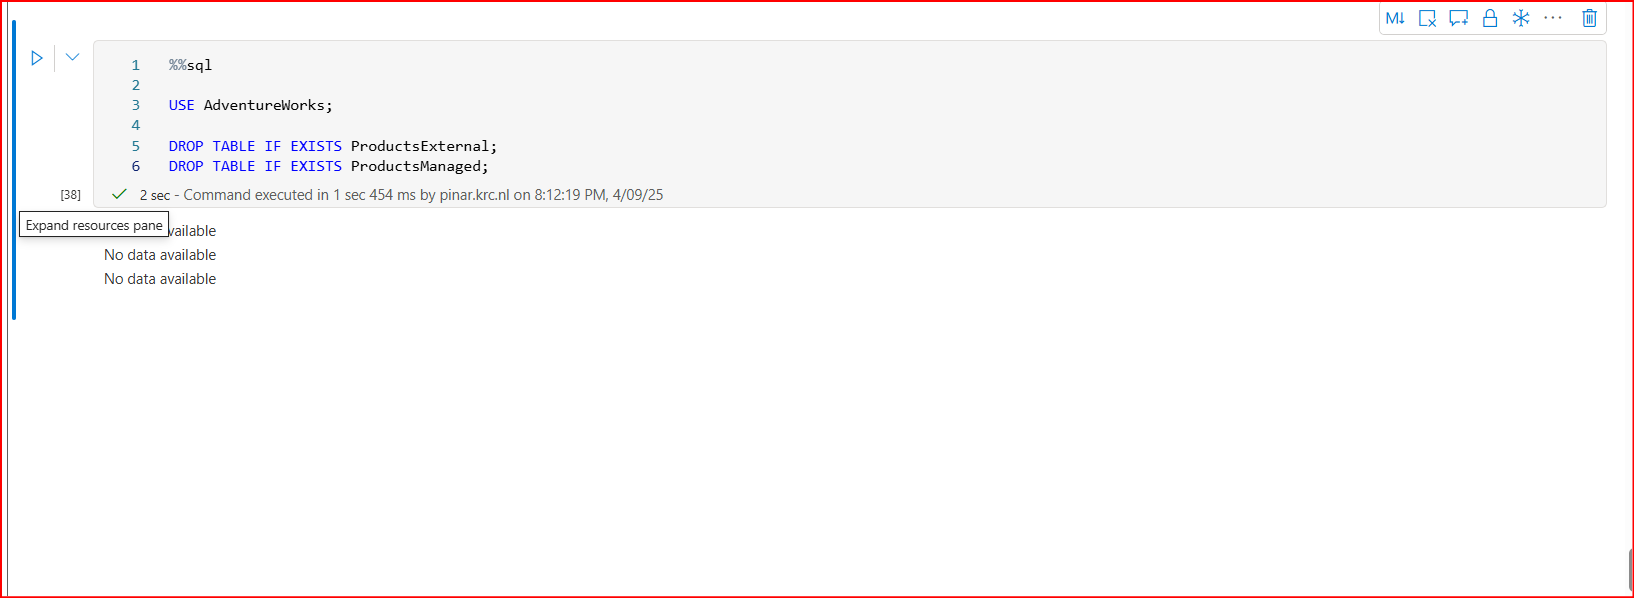 M↓
1 %%sql
2
3 USE AdventureWorks;
4
5 DROP TABLE IF EXISTS ProductsExternal;
6 DROP TABLE IF EXISTS ProductsManaged;
[38] 2 sec - Command executed in 1 sec 454 ms by pinar.krc.nl on 8:12:19 PM, 4/09/25
Expand resources pane vailable
No data available
No data available